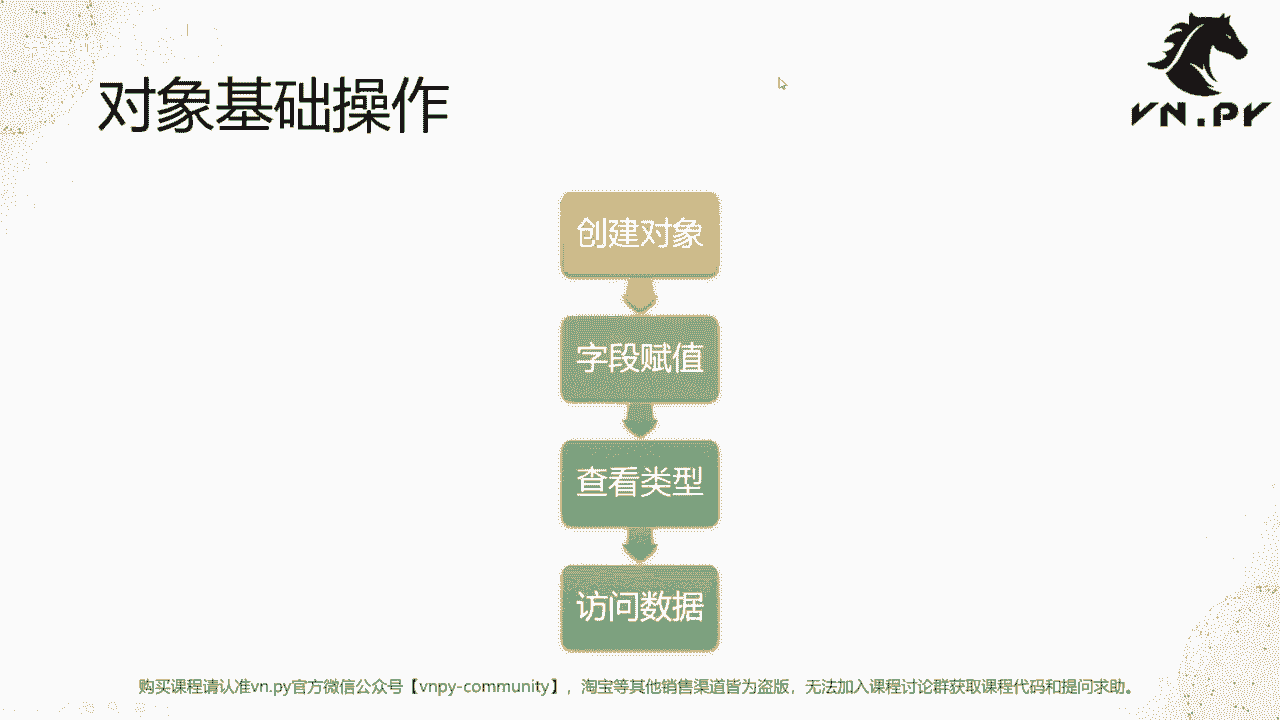 对象基础操作
VN.PY
创建对象
字段赋值
查看类型
访问数据
购买课程请认准vn.py官方微信公众号【vnpy-community】，淘宝等其他销售渠道皆为盗版，无法加入课程讨论群获取课程代码和提问求助。